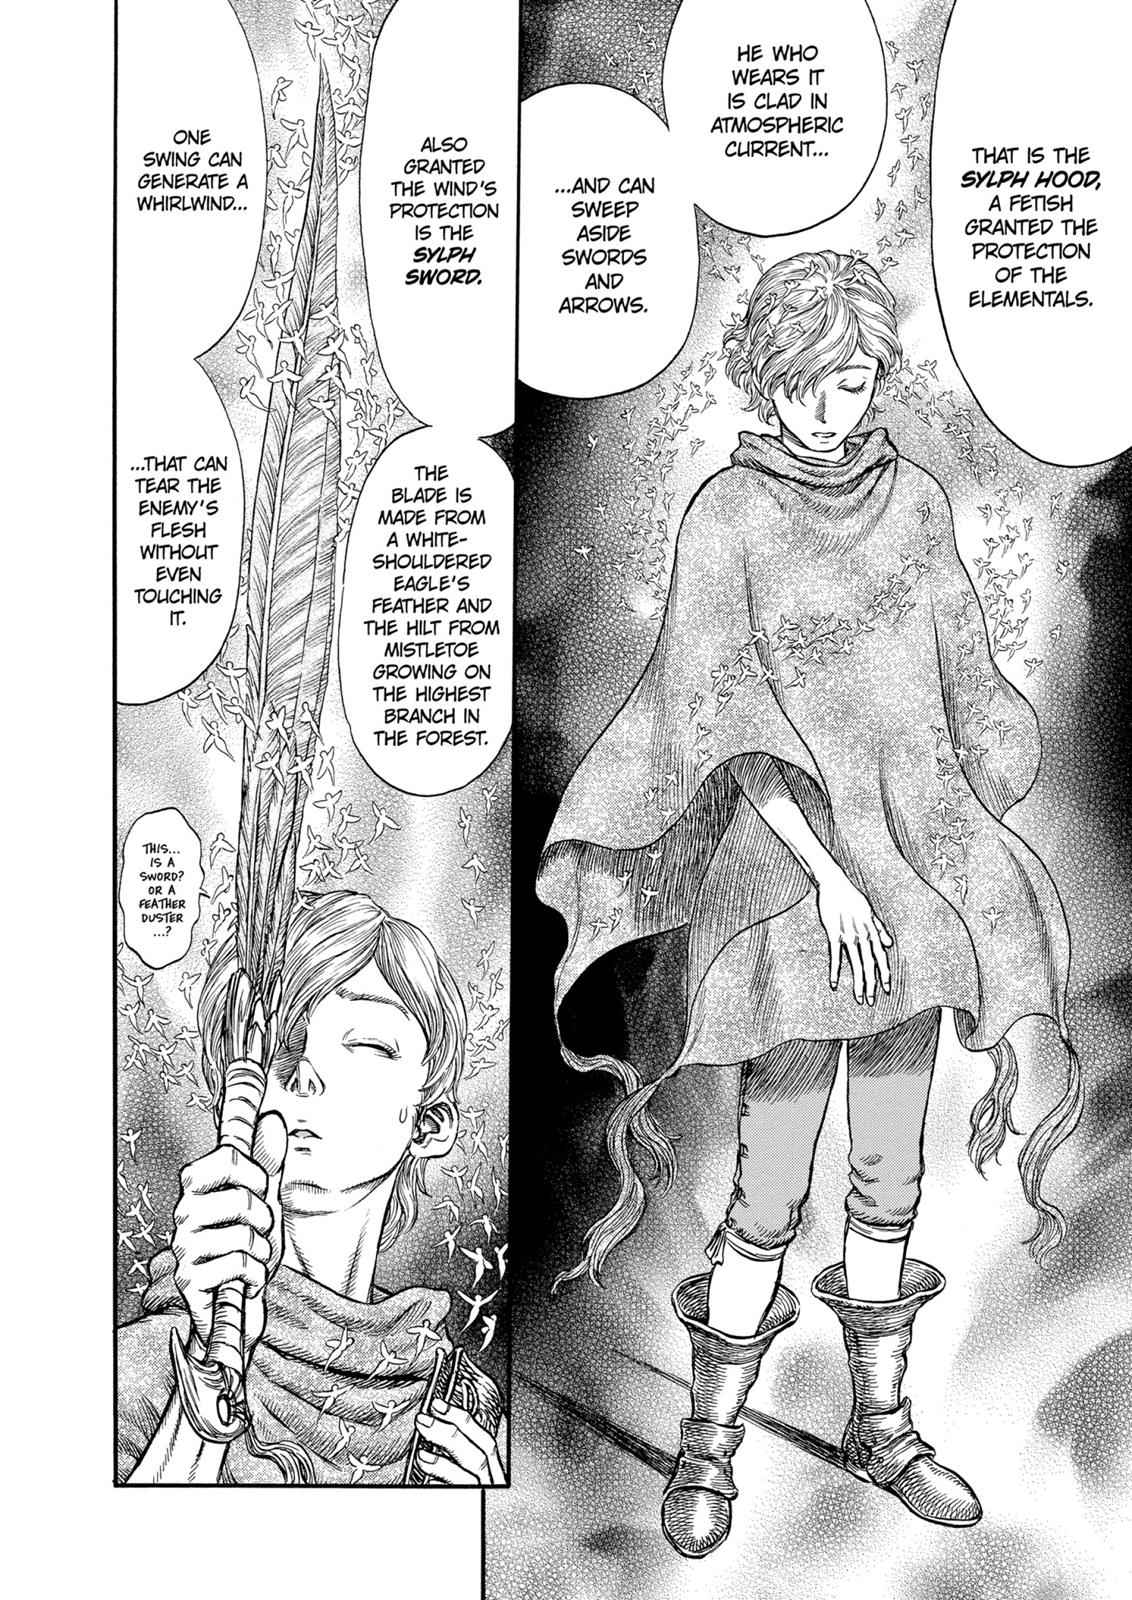 THAT IS THE
SYLPH HOOD,
A FETISH
GRANTED THE
PROTECTION
OF THE
ELEMENTALS.
HE WHO
WEARS IT
IS CLAD IN
ATMOSPHERIC
CURRENT...
...AND CAN
SWEEP
ASIDE
SWORDS
AND
ARROWS.
ALSO
GRANTED
THE WIND'S
PROTECTION
IS THE
SYLPH
SWORD.
THE
BLADE IS
MADE FROM
A WHITE-
SHOULDERED
EAGLE'S
FEATHER AND
THE HILT FROM
MISTLETOE
GROWING ON
THE HIGHEST
BRANCH IN
THE FOREST.
ONE
SWING CAN
GENERATE A
WHIRLWIND...
...THAT CAN
TEAR THE
ENEMY'S
FLESH
WITHOUT
EVEN
TOUCHING
IT.
THIS...
IS A
SWORD?
OR A
FEATHER
DUSTER
...?